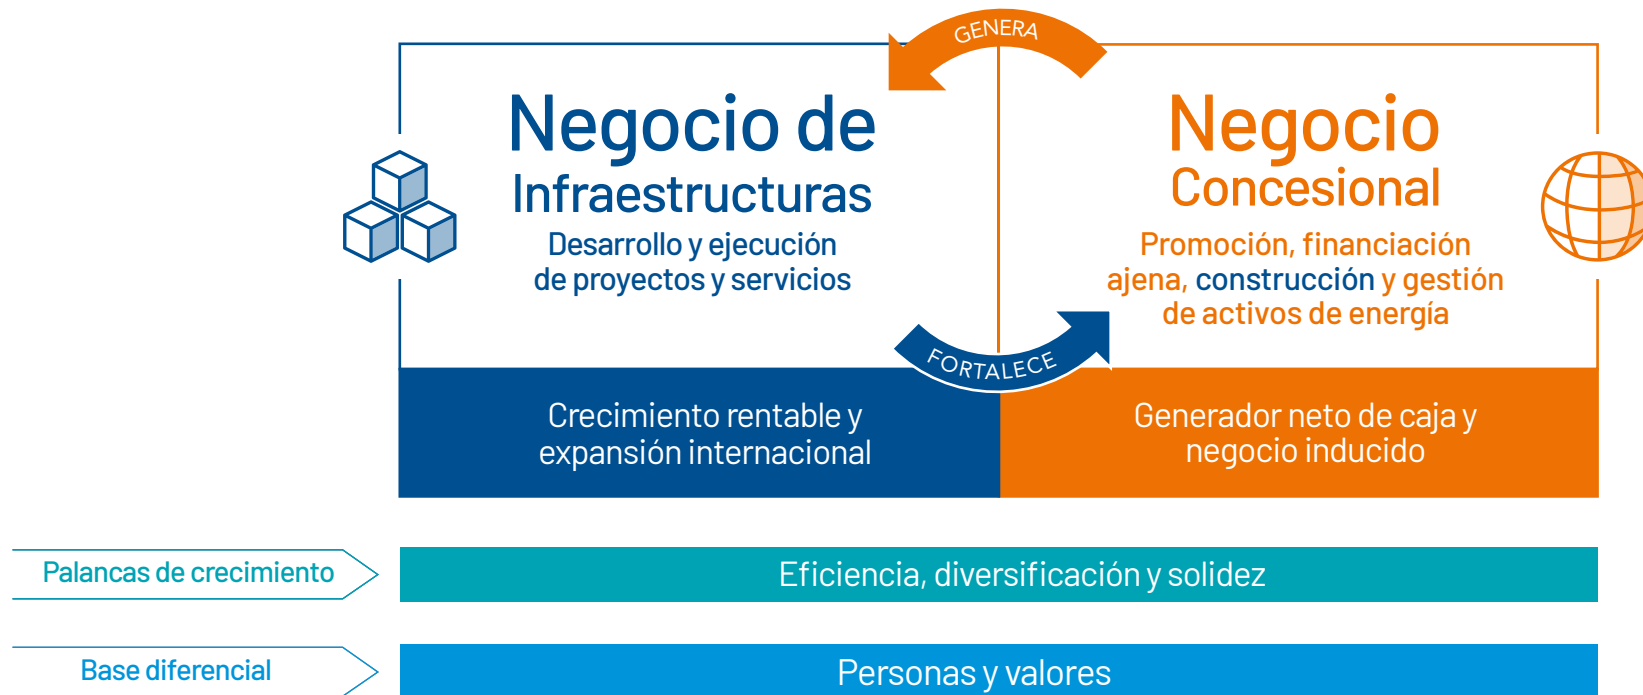 GENERA
Negocio de
Infraestructuras
Desarrollo y ejecución
de proyectos y servicios
Negocio
Concesional
Promoción, financiación
ajena, construcción y gestión
de activos de energía
FORTALECE
Crecimiento rentable y
expansión internacional
Generador neto de caja y
negocio inducido
Palancas de crecimiento
Eficiencia, diversificación y solidez
Base diferencial
Personas y valores